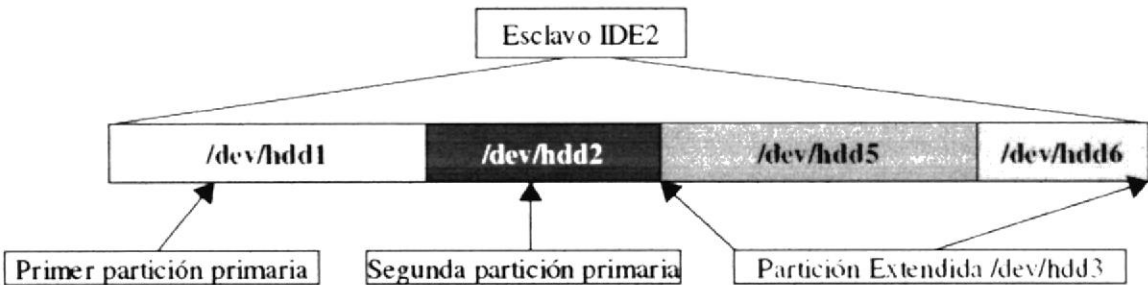 Esclavo IDE2
/dev/hdd1
/dev/hdd2
/dev/hdd5
/dev/hdd6
Primer partición primaria
Segunda partición primaria
Partición Extendida /dev/hdd3